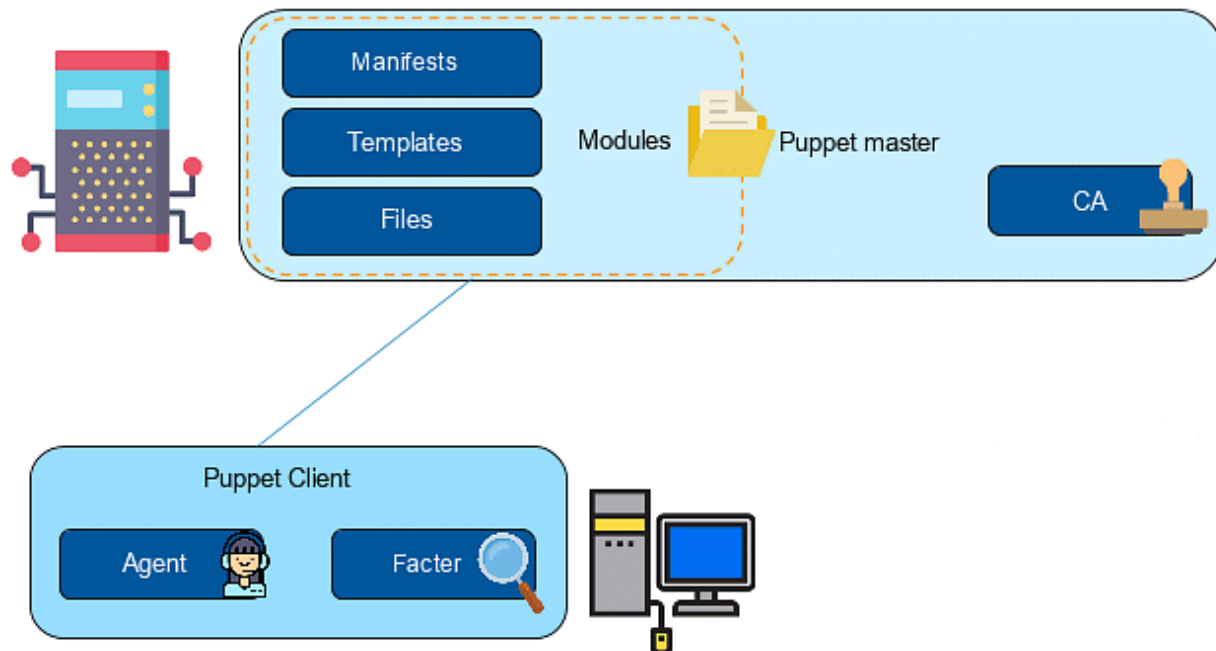 Manifests
Templates
Files
Modules
Puppet master
CA
Puppet Client
Agent
Facter